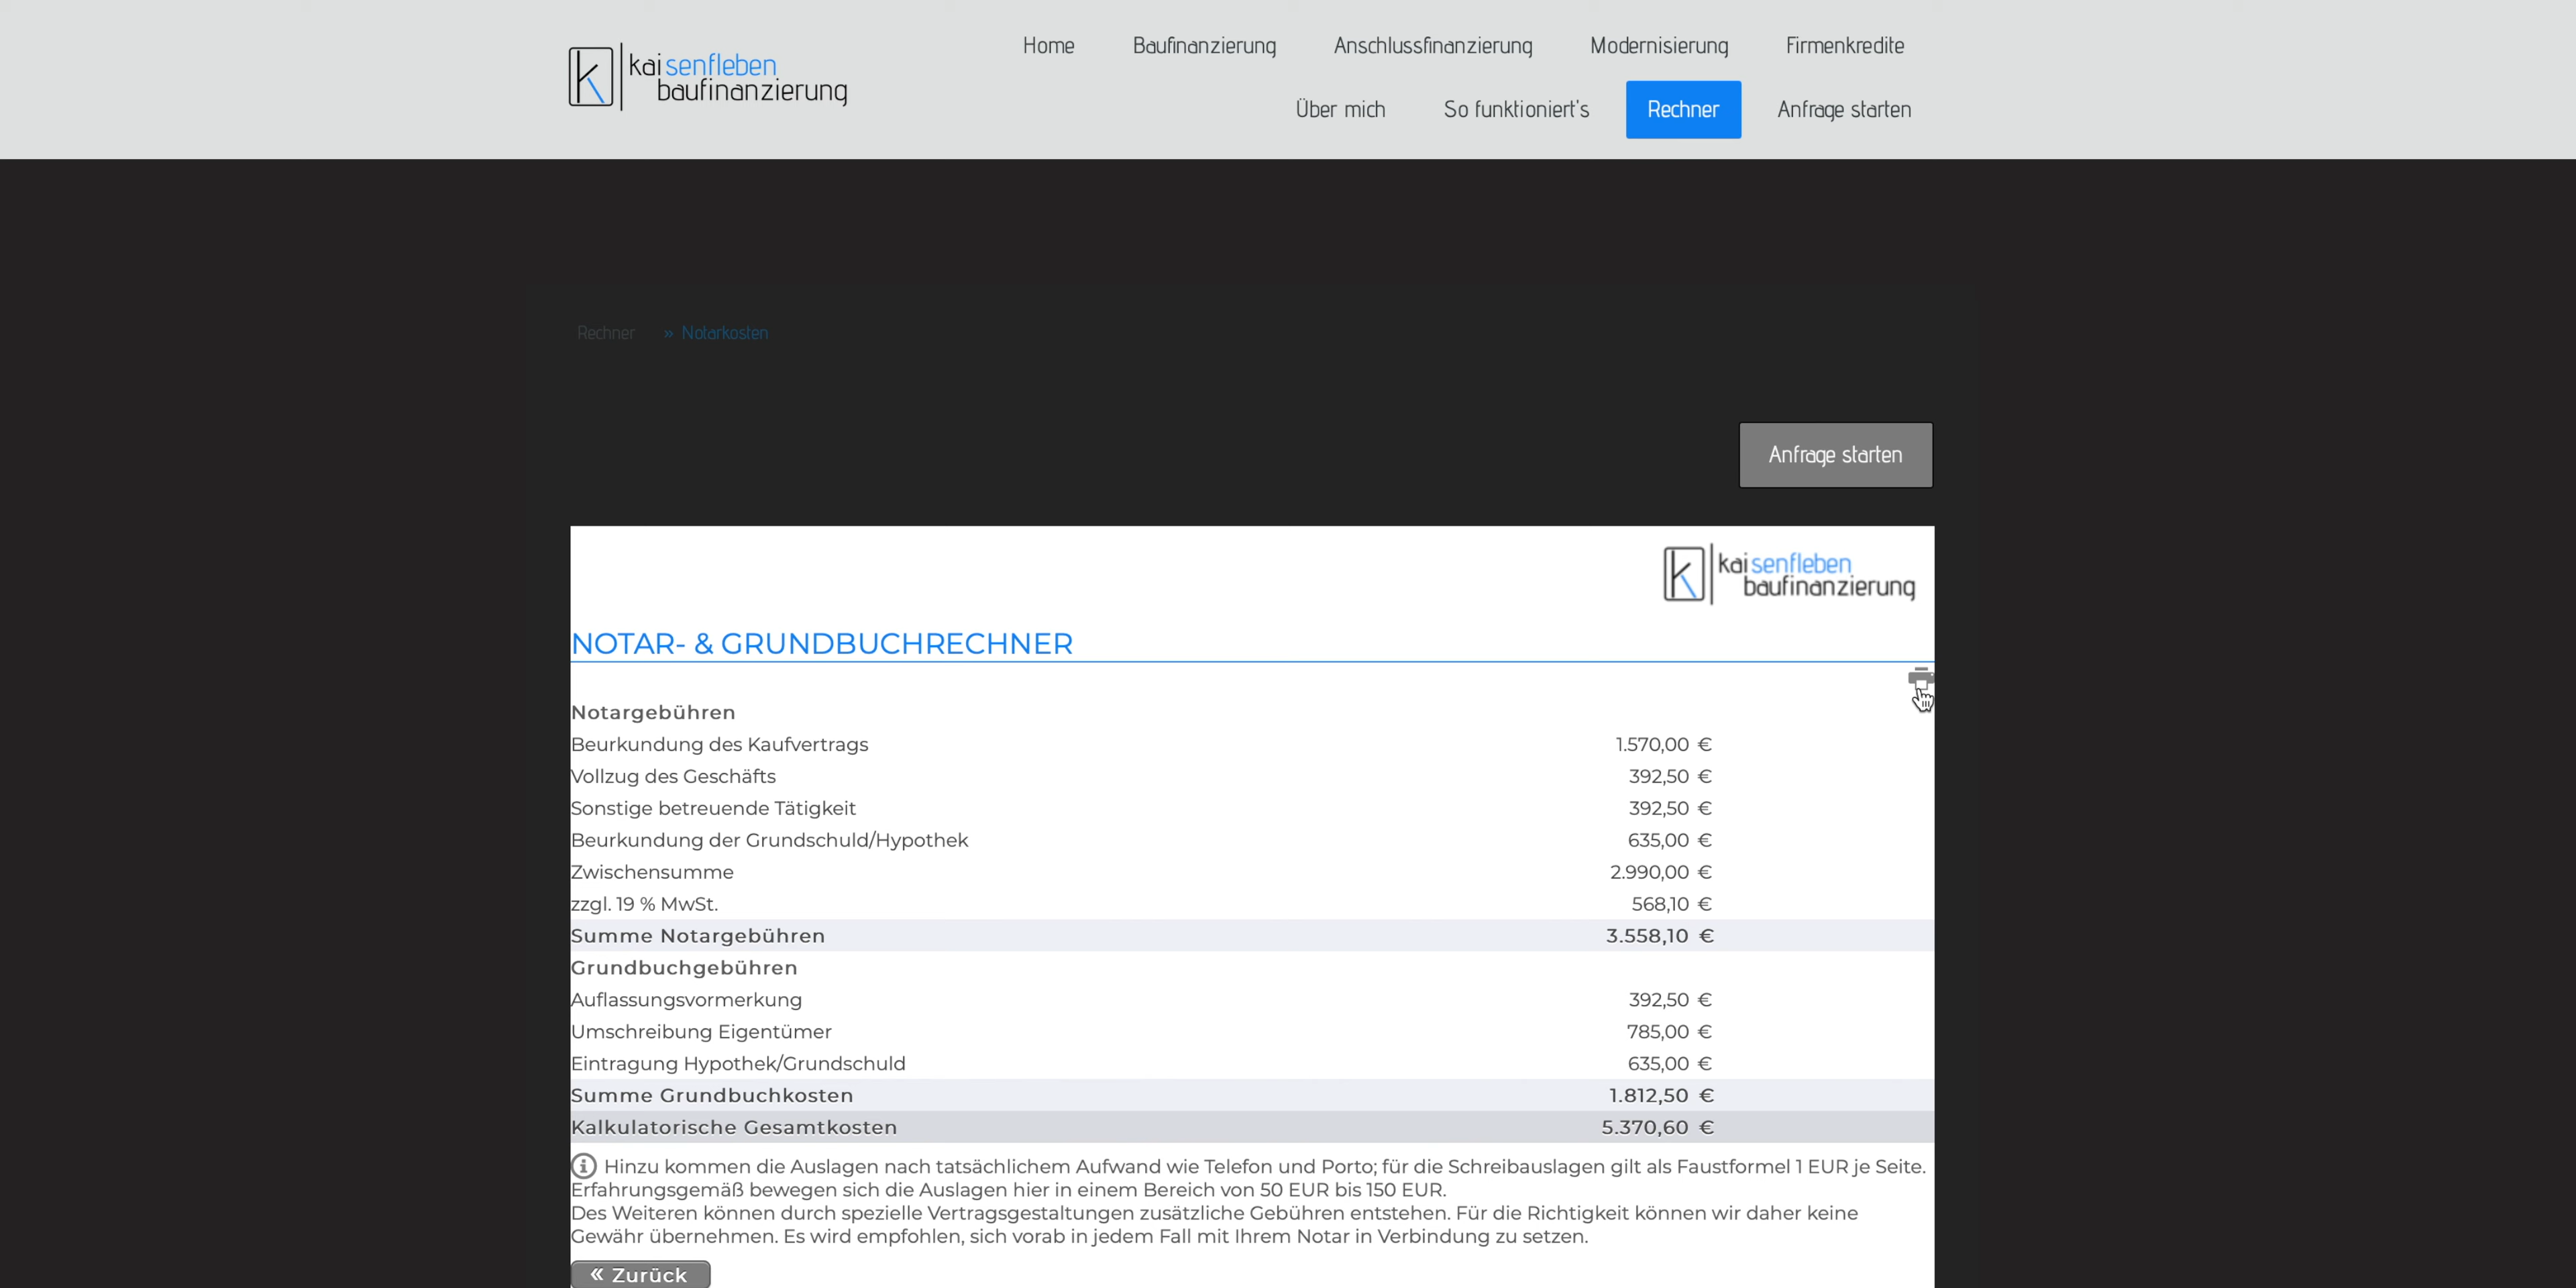 kaisenfleben
baufinanzierung
Home Baufinanzierung Anschlussfinanzierung Modernisierung Firmenkredite
Über mich So funktioniert's Rechner Anfrage starten
Rechner » Notarkosten
Anfrage starten
kaisenfleben
baufinanzierung
NOTAR- & GRUNDBUCHRECHNER
Notargebühren
Beurkundung des Kaufvertrags 1.570,00 €
Vollzug des Geschäfts 392,50 €
Sonstige betreuende Tätigkeit 392,50 €
Beurkundung der Grundschuld/Hypothek 635,00 €
Zwischensumme 2.990,00 €
zzgl. 19 % MwSt. 568,10 €
Summe Notargebühren 3.558,10 €
Grundbuchgebühren
Auflassungsvormerkung 392,50 €
Umschreibung Eigentümer 785,00 €
Eintragung Hypothek/Grundschuld 635,00 €
Summe Grundbuchkosten 1.812,50 €
Kalkulatorische Gesamtkosten 5.370,60 €
Hinzu kommen die Auslagen nach tatsächlichem Aufwand wie Telefon und Porto; für die Schreibauslagen gilt als Faustformel 1 EUR je Seite.
Erfahrungsgemäß bewegen sich die Auslagen hier in einem Bereich von 50 EUR bis 150 EUR.
Des Weiteren können durch spezielle Vertragsgestaltungen zusätzliche Gebühren entstehen. Für die Richtigkeit können wir daher keine
Gewähr übernehmen. Es wird empfohlen, sich vorab in jedem Fall mit Ihrem Notar in Verbindung zu setzen.
« Zurück